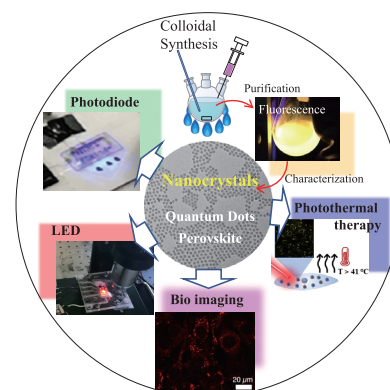 Colloidal
Synthesis
Purification
Fluorescence
Photodiode
Characterization
Nanocrystals
Quantum Dots
Perovskite
Photothermal
therapy
LED
T > 41 °C
Bio imaging
20 μm